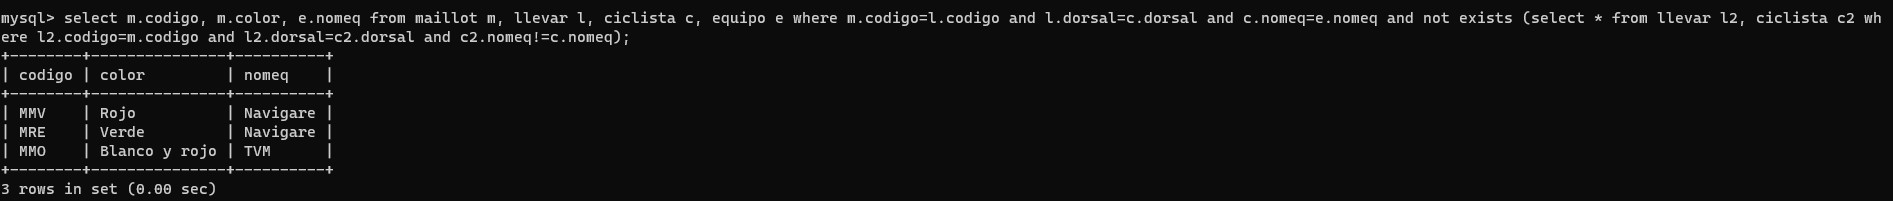 mysql> select m.codigo, m.color, e.nomeq from maillot m, llevar l, ciclista c, equipo e where m.codigo=l.codigo and l.dorsal=c.dorsal and c.nomeq=e.nomeq and not exists (select * from llevar l2, ciclista c2 wh
ere l2.codigo=m.codigo and l2.dorsal=c2.dorsal and c2.nomeq!=c.nomeq);
+--------+---------------+----------+
| codigo | color         | nomeq    |
+--------+---------------+----------+
| MMV    | Rojo          | Navigare |
| MRE    | Verde         | Navigare |
| MMO    | Blanco y rojo | TVM      |
+--------+---------------+----------+
3 rows in set (0.00 sec)